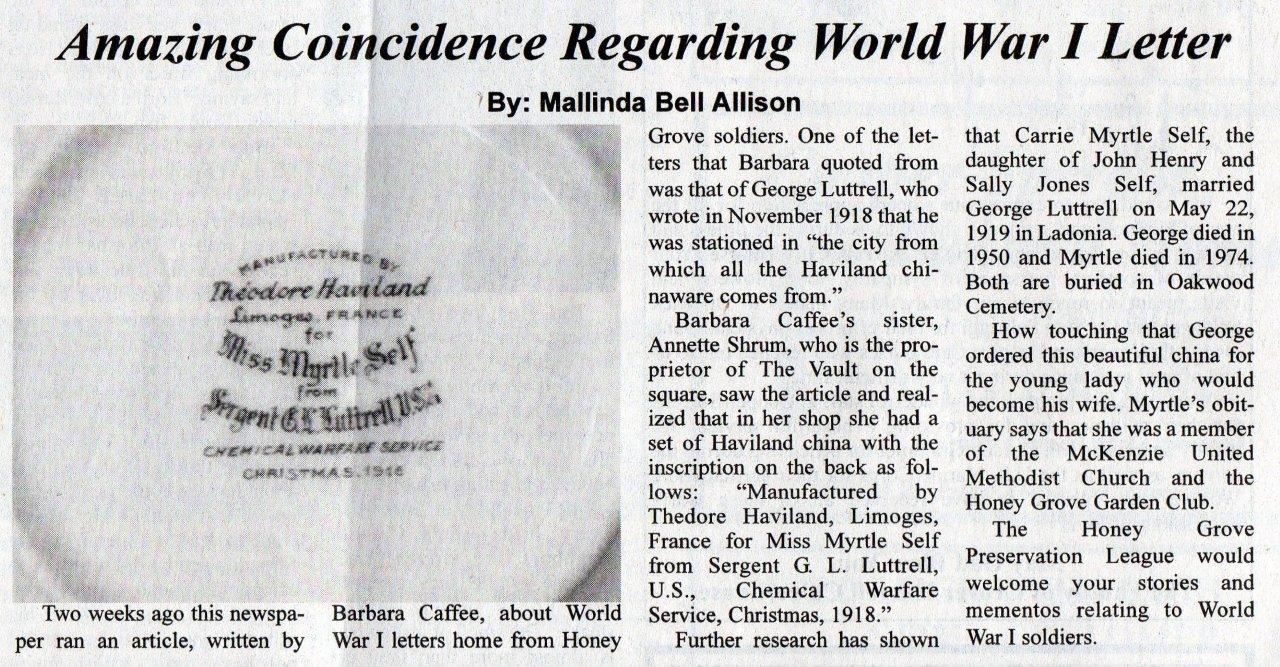 Amazing Coincidence Regarding World War I Letter
By: Mallinda Bell Allison
MANUFACTURED BY
Théodore Haviland
Limoges, FRANCE
for
Miss Myrtle Self
from
Sergent G.L. Luttrell, U.S.
CHEMICAL WARFARE SERVICE
CHRISTMAS, 1918
Two weeks ago this newspa-
per ran an article, written by
Barbara Caffee, about World
War I letters home from Honey
Grove soldiers. One of the let-
ters that Barbara quoted from
was that of George Luttrell, who
wrote in November 1918 that he
was stationed in “the city from
which all the Haviland chi-
naware comes from.”
Barbara Caffee’s sister,
Annette Shrum, who is the pro-
prietor of The Vault on the
square, saw the article and real-
ized that in her shop she had a
set of Haviland china with the
inscription on the back as fol-
lows: “Manufactured by
Thedore Haviland, Limoges,
France for Miss Myrtle Self
from Sergent G. L. Luttrell,
U.S., Chemical Warfare
Service, Christmas, 1918.”
Further research has shown
that Carrie Myrtle Self, the
daughter of John Henry and
Sally Jones Self, married
George Luttrell on May 22,
1919 in Ladonia. George died in
1950 and Myrtle died in 1974.
Both are buried in Oakwood
Cemetery.
How touching that George
ordered this beautiful china for
the young lady who would
become his wife. Myrtle’s obit-
uary says that she was a member
of the McKenzie United
Methodist Church and the
Honey Grove Garden Club.
The Honey Grove
Preservation League would
welcome your stories and
mementos relating to World
War I soldiers.